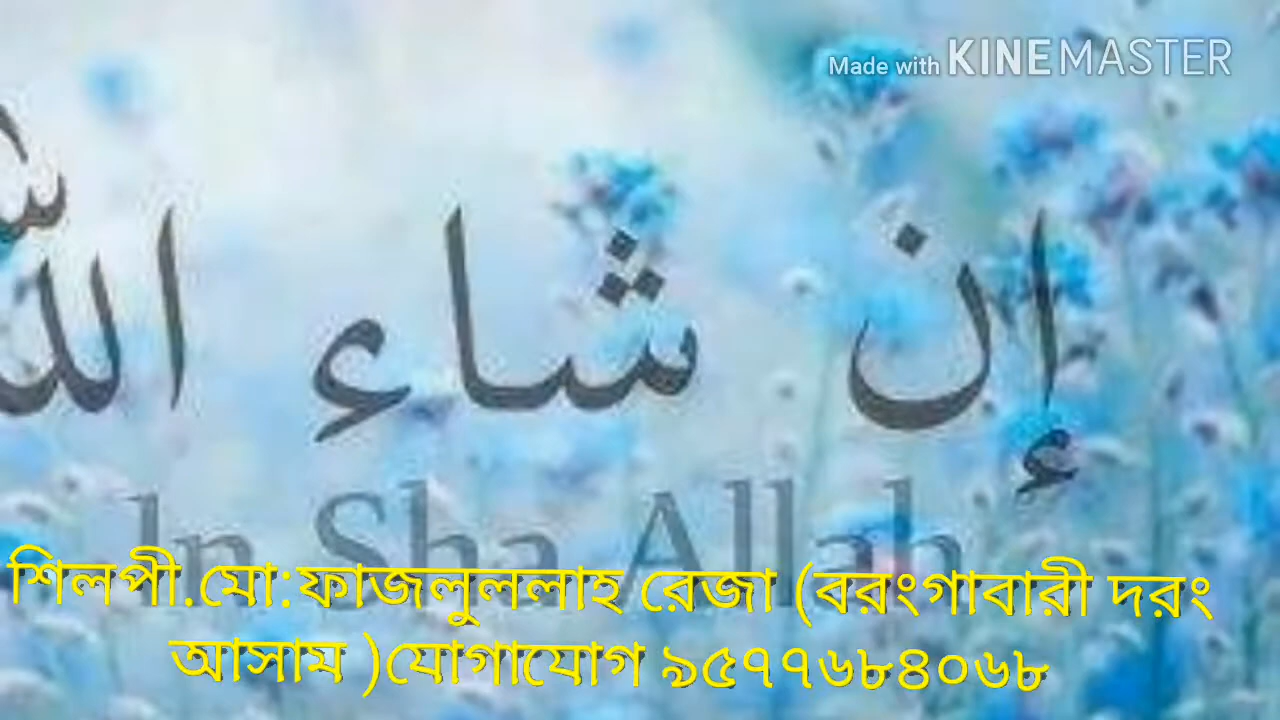 Made with KINEMASTER
إن شاء الله
In Sha Allah
শিলপী.মো:ফাজলুললাহ রেজা (বরংগাবারী দরং
আসাম )যোগাযোগ ৯৫৭৭৬৮৪০৬৮